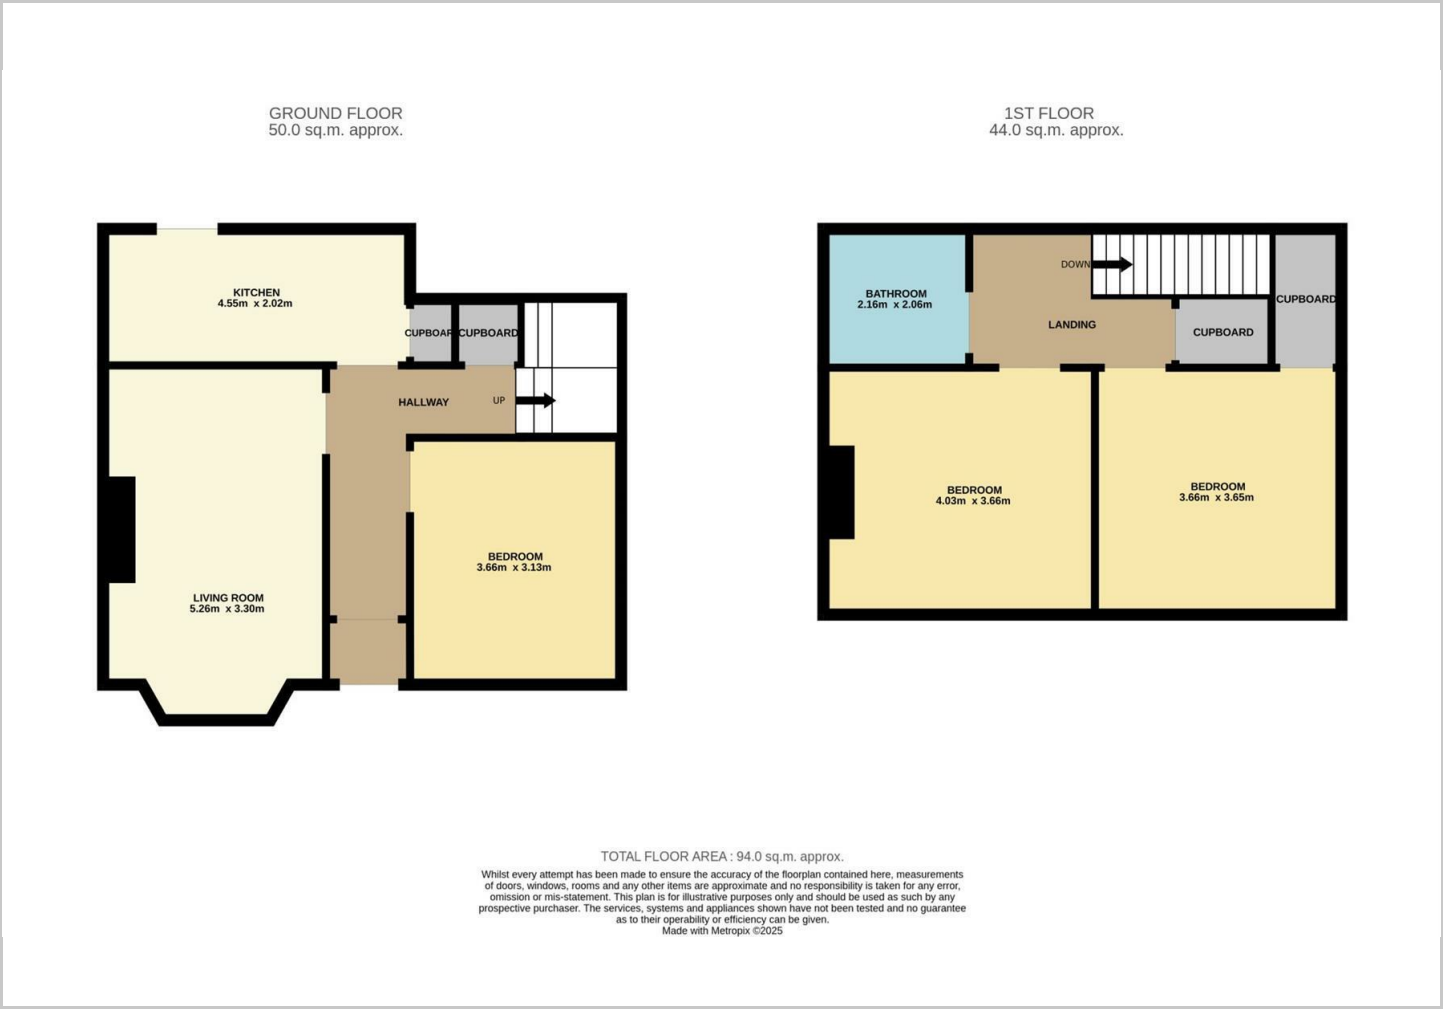 GROUND FLOOR
50.0 sq.m. approx.
1ST FLOOR
44.0 sq.m. approx.
KITCHEN
4.55m x 2.02m
CUPBOAR
CUPBOARD
HALLWAY
UP
LIVING ROOM
5.26m x 3.30m
BEDROOM
3.66m x 3.13m
BATHROOM
2.16m x 2.06m
DOWN
LANDING
CUPBOARD
CUPBOARD
BEDROOM
4.03m x 3.66m
BEDROOM
3.66m x 3.65m
TOTAL FLOOR AREA : 94.0 sq.m. approx.
Whilst every attempt has been made to ensure the accuracy of the floorplan contained here, measurements
of doors, windows, rooms and any other items are approximate and no responsibility is taken for any error,
omission or mis-statement. This plan is for illustrative purposes only and should be used as such by any
prospective purchaser. The services, systems and appliances shown have not been tested and no guarantee
as to their operability or efficiency can be given.
Made with Metropix ©2025